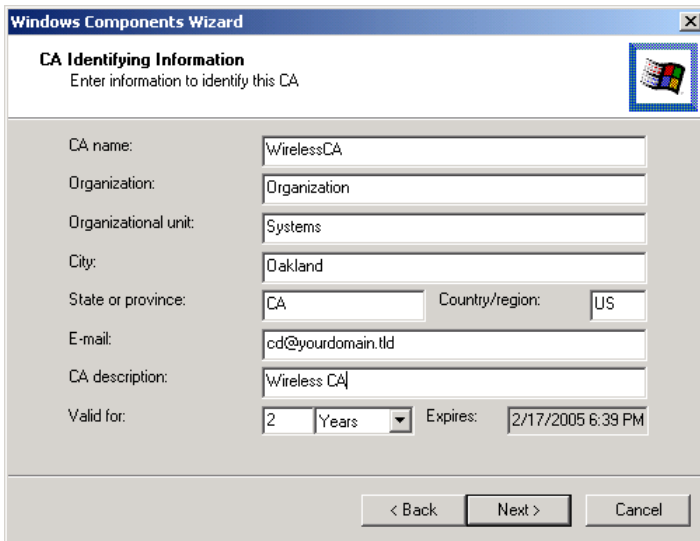 Windows Components Wizard
CA Identifying Information
Enter information to identify this CA
CA name: WirelessCA
Organization: Organization
Organizational unit: Systems
City: Oakland
State or province: CA Country/region: US
E-mail: cd@yourdomain.tld
CA description: Wireless CA
Valid for: 2 Years Expires: 2/17/2005 6:39 PM
< Back Next > Cancel